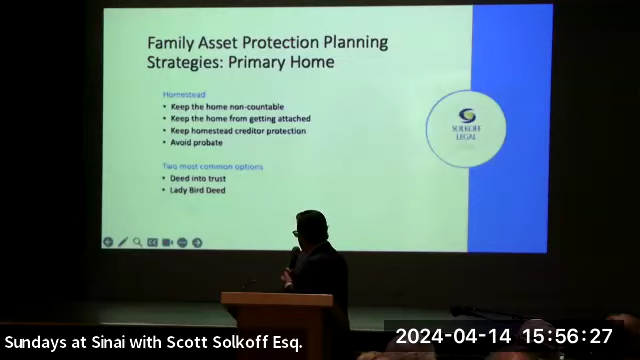 Family Asset Protection Planning
Strategies: Primary Home
Homestead
• Keep the home non-countable
• Keep the home from getting attached
• Keep homestead creditor protection
• Avoid probate
Two most common options
• Deed into trust
• Lady Bird Deed
SOLKOFF
LEGAL
Sundays at Sinai with Scott Solkoff Esq.
2024-04-14 15:56:27